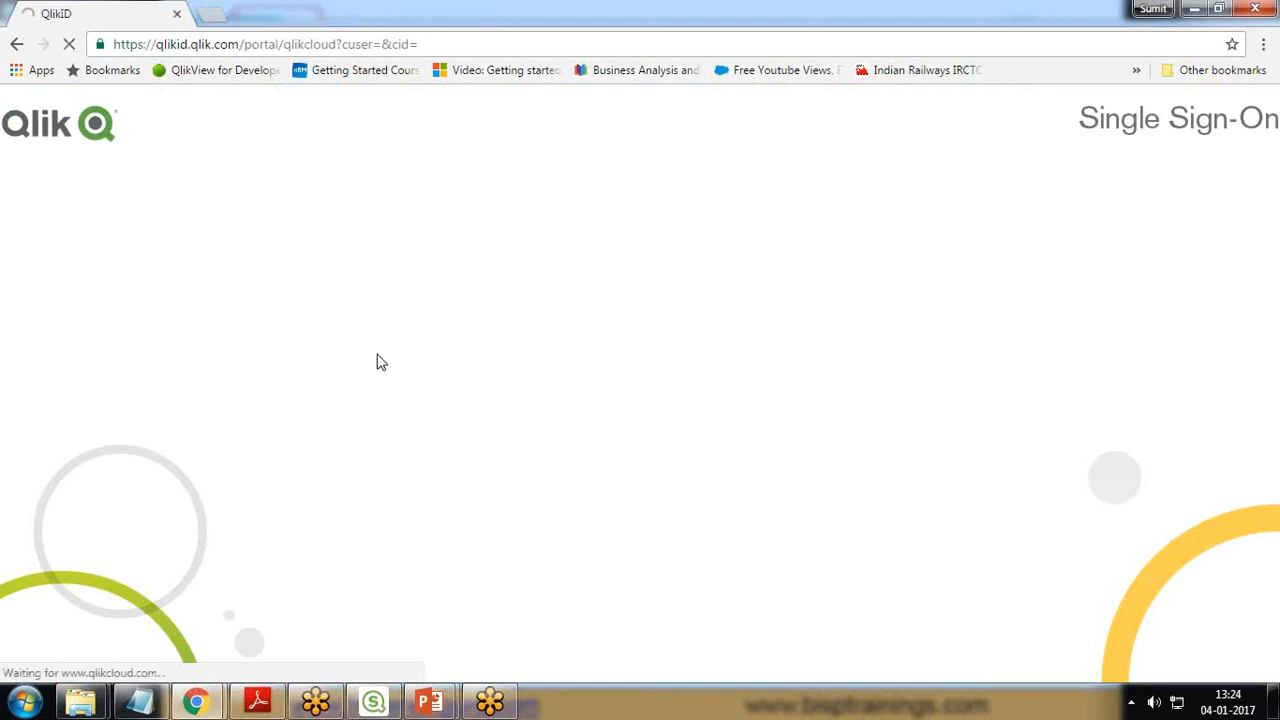 QlikID
Sumit
https://qlikid.qlik.com/portal/qlikcloud?cuser=&cid=
Apps
Bookmarks
QlikView for Develope
Getting Started Cours
Video: Getting starte
Business Analysis and
Free Youtube Views. F
Indian Railways IRCTC
»
Other bookmarks
Qlik
Single Sign-On
Waiting for www.qlikcloud.com...
www.bisptrainings.com
13:24
04-01-2017